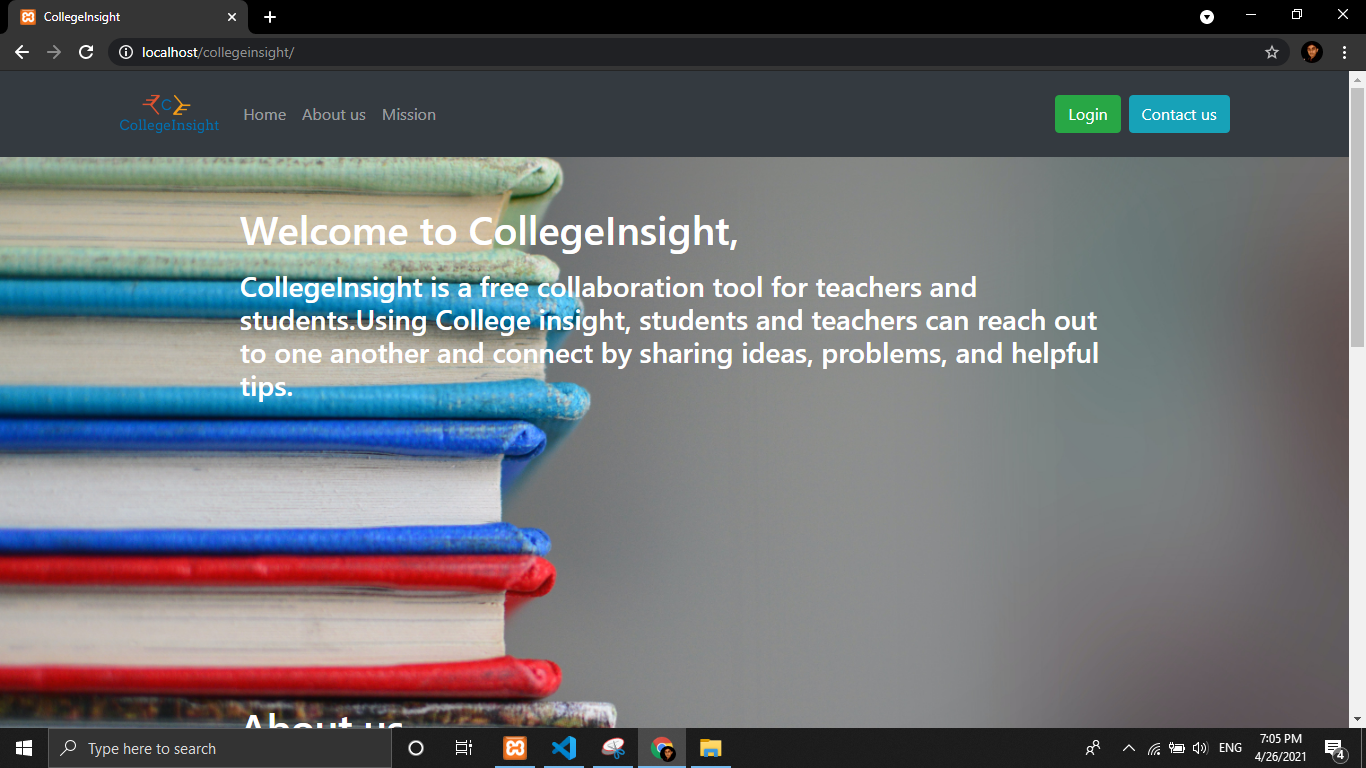 CollegeInsight
localhost/collegeinsight/
C
CollegeInsight
Home About us Mission
Login Contact us
Welcome to CollegeInsight,
CollegeInsight is a free collaboration tool for teachers and
students.Using College insight, students and teachers can reach out
to one another and connect by sharing ideas, problems, and helpful
tips.
About us
Type here to search
ENG
7:05 PM
4/26/2021
4